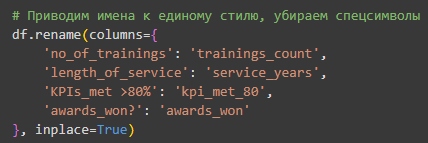 # Приводим имена к единому стилю, убираем спецсимволы
df.rename(columns={
    'no_of_trainings': 'trainings_count',
    'length_of_service': 'service_years',
    'KPIs_met >80%': 'kpi_met_80',
    'awards_won?': 'awards_won'
}, inplace=True)